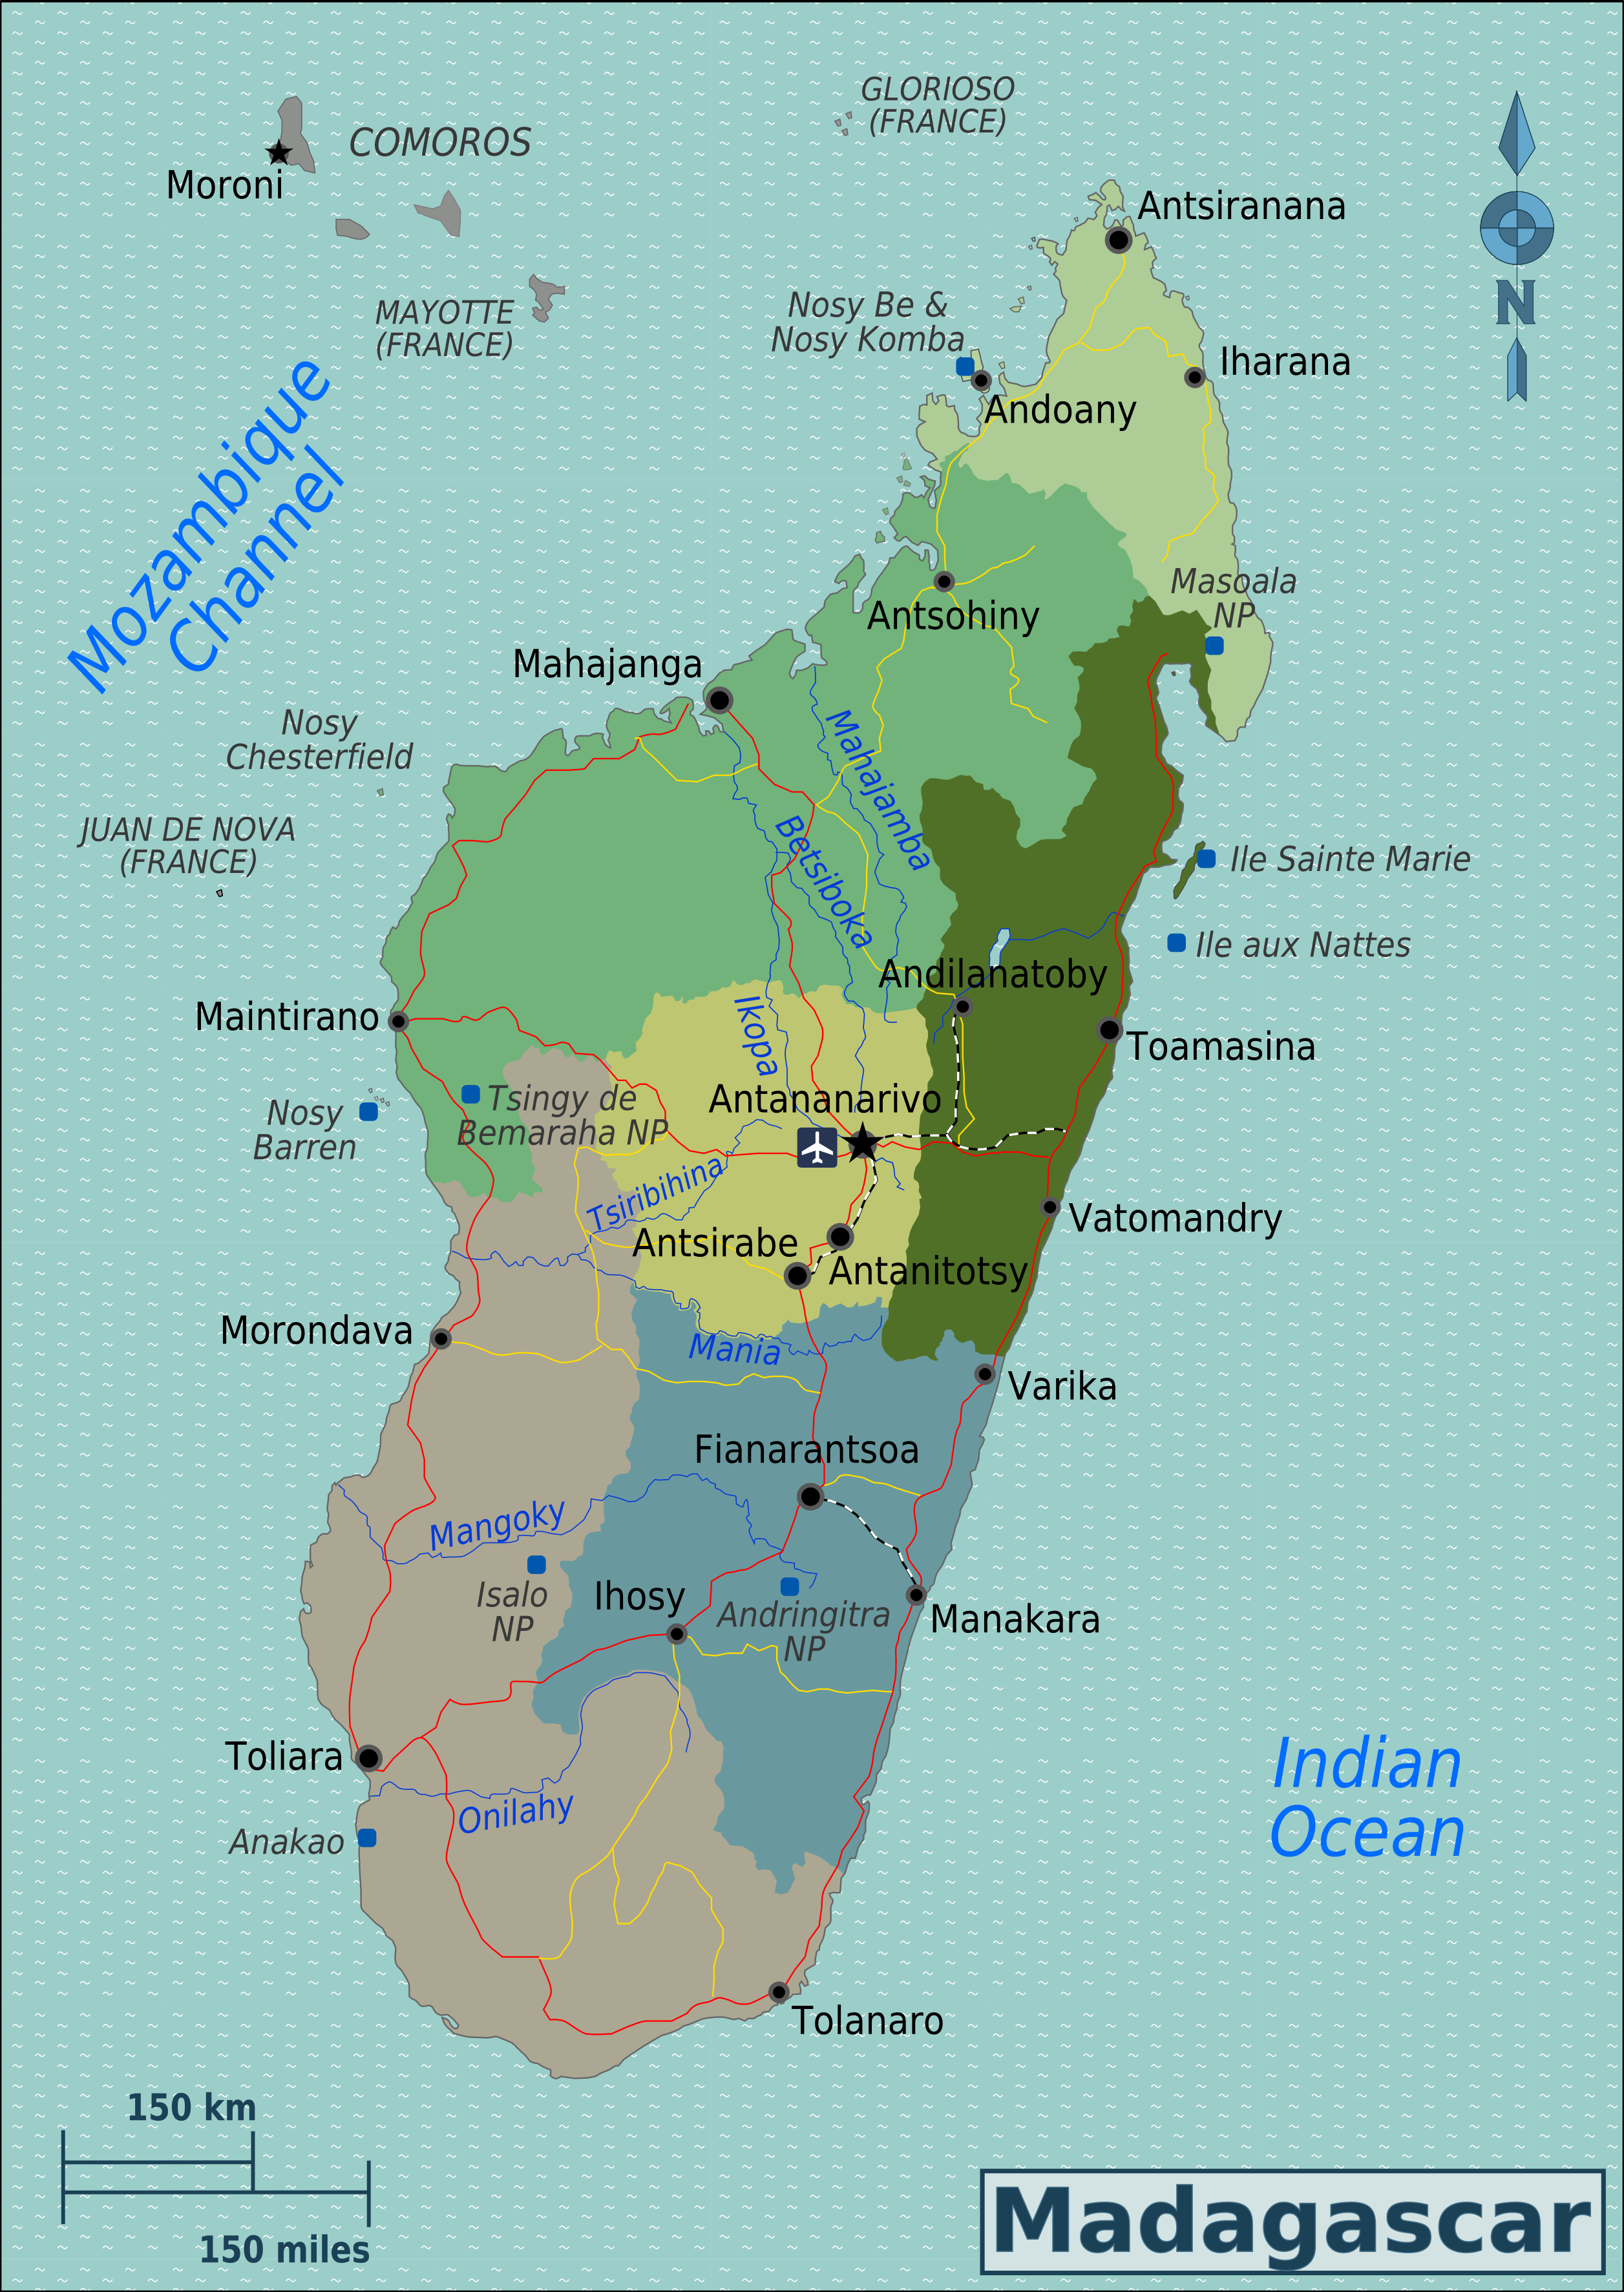 GLORIOSO
(FRANCE)
COMOROS
Moroni
Antsiranana
MAYOTTE
(FRANCE)
Nosy Be &
Nosy Komba
N
Iharana
Andoany
Mozambique
Channel
Masoala
NP
Antsohiny
Mahajanga
Nosy
Chesterfield
Mahajamba
JUAN DE NOVA
(FRANCE)
Betsiboka
Ile Sainte Marie
Ile aux Nattes
Andilanatoby
Maintirano
Ikopa
Toamasina
Tsingy de
Bemaraha NP
Nosy
Barren
Antananarivo
Tsiribihina
Vatomandry
Antsirabe
Antanitotsy
Morondava
Mania
Varika
Fianarantsoa
Mangoky
Isalo
NP
Ihosy
Andringitra
NP
Manakara
Toliara
Indian
Ocean
Onilahy
Anakao
Tolanaro
150 km
150 miles
Madagascar